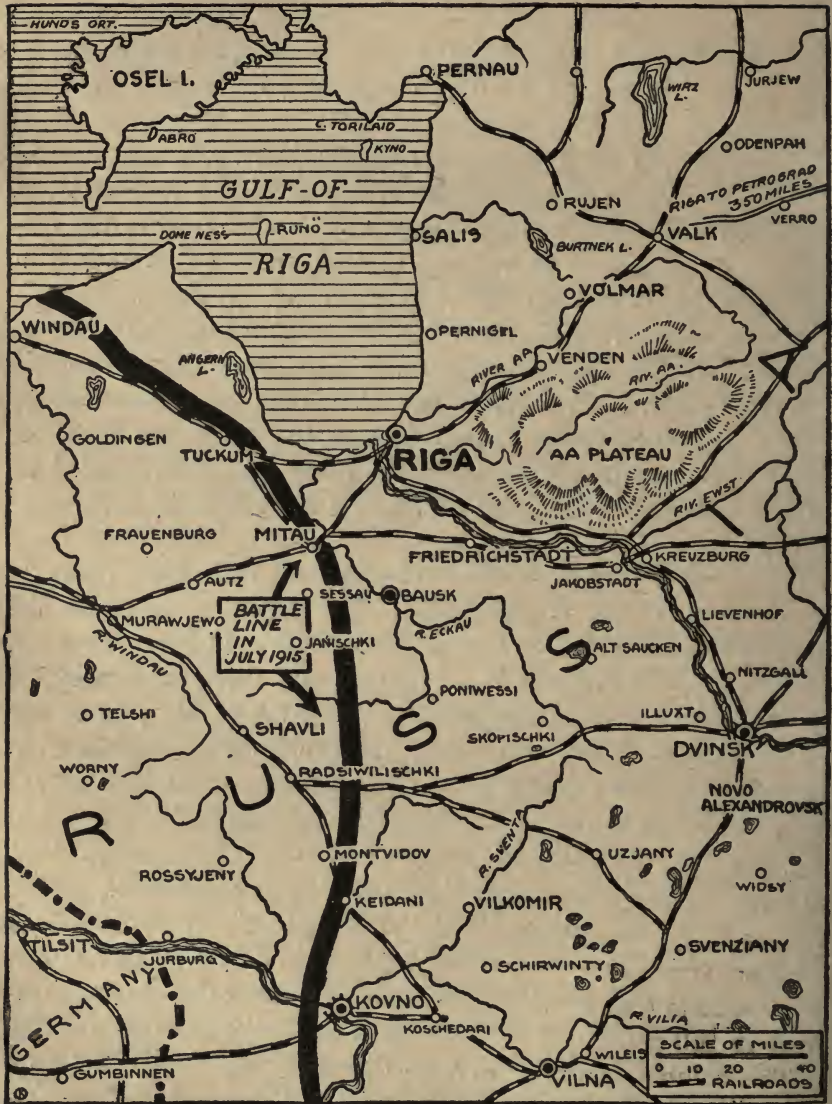 HUNDS ORT.
OSEL I.
PERNAU
WIRZ
L.
JURJEW
ABRO
C. TORILAID
KYNO
ODENPAH
GULF-OF
RIGA
RIGA TO PETROGRAD
350 MILES
RUJEN
VERRO
DOME NESS
RUNÖ
SALIS
BURTNEK L.
VALK
VOLMAR
WINDAU
PERNIGEL
ANGERN
L.
RIVER AA
VENDEN
RIV. AA
GOLDINGEN
TUCKUM
RIGA
AA PLATEAU
A
RIV. EWST
FRAUENBURG
MITAU
FRIEDRICHSTADT
KREUZBURG
JAKOBSTADT
AUTZ
SESSAU
BAUSK
MURAWJEWO
BATTLE
LINE
IN
JULY 1915
JANISCHKI
R. ECKAU
LIEVENHOF
R. WINDAU
S
ALT SAUCKEN
NITZGALL
TELSHI
PONIWESSI
ILLUXT
SHAVLI
S
SKOPISCHKI
DVINSK
WORNY
U
RADSIWILISCHKI
NOVO
ALEXANDROVSK
R
R. SVENTA
MONTVIDOV
UZJANY
ROSSYJENY
WIDSY
KEIDANI
VILKOMIR
TILSIT
JURBURG
SVENZIANY
SCHIRWINTY
GERMANY
KOVNO
KOSCHEDARI
R. VILIA
WILEIS
VILNA
GUMBINNEN
SCALE OF MILES
0 10 20 40
RAILROADS